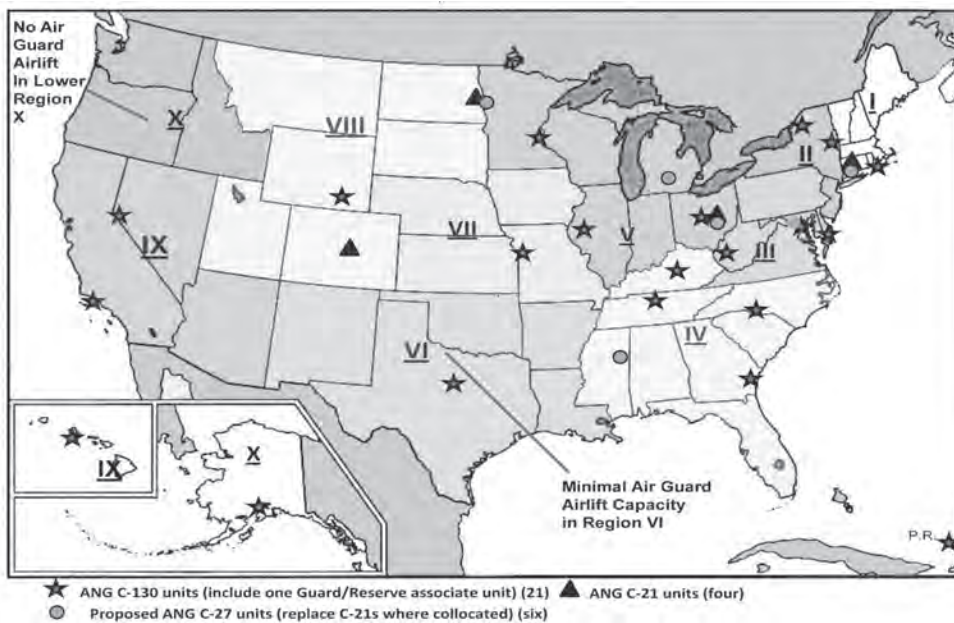 No Air
Guard
Airlift
In Lower
Region
X
X
VIII
I
II
VII
V
III
IX
VI
IV
IX
X
Minimal Air Guard
Airlift Capacity
in Region VI
P.R.
ANG C-130 units (include one Guard/Reserve associate unit) (21)
ANG C-21 units (four)
Proposed ANG C-27 units (replace C-21s where collocated) (six)